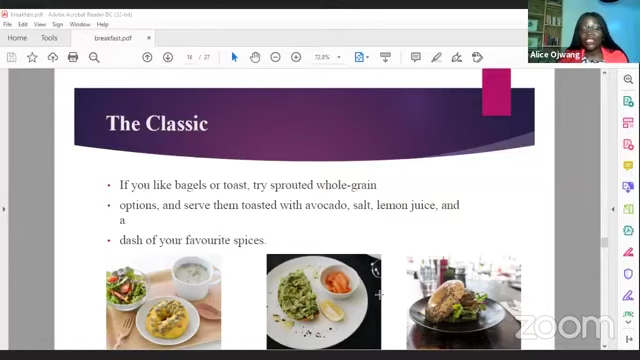 breakfast.pdf - Adobe Acrobat Reader DC (32-bit)
File Edit View Sign Window Help
Home Tools breakfast.pdf ×
18 / 27 72,8%
Alice Ojwang
The Classic
• If you like bagels or toast, try sprouted whole-grain
• options, and serve them toasted with avocado, salt, lemon juice, and
a
• dash of your favourite spices.
zoom